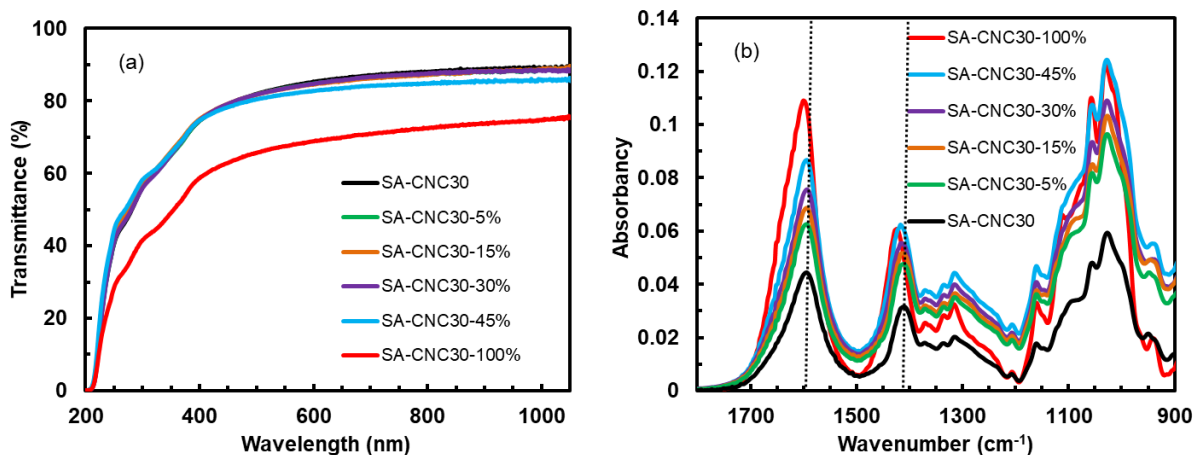 (a)
100
80
60
40
20
0
200
400
600
800
1000
Transmittance (%)
Wavelength (nm)
SA-CNC30
SA-CNC30-5%
SA-CNC30-15%
SA-CNC30-30%
SA-CNC30-45%
SA-CNC30-100%
(b)
0.14
0.12
0.1
0.08
0.06
0.04
0.02
0
1700
1500
1300
1100
900
Absorbancy
Wavenumber (cm⁻¹)
SA-CNC30-100%
SA-CNC30-45%
SA-CNC30-30%
SA-CNC30-15%
SA-CNC30-5%
SA-CNC30